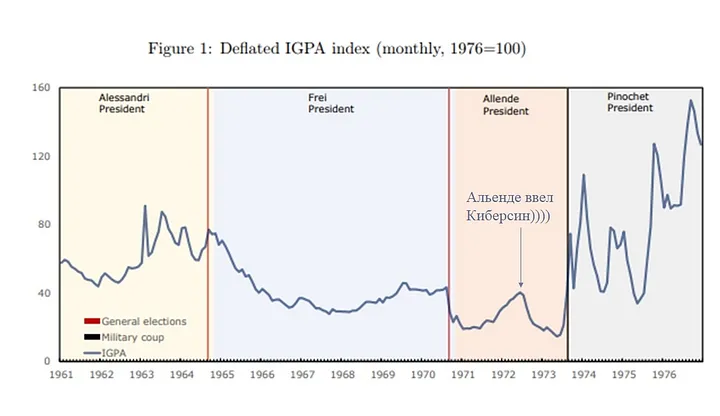 Figure 1: Deflated IGPA index (monthly, 1976=100)
160
120
80
40
0
Alessandri
President
Frei
President
Allende
President
Pinochet
President
Альенде ввел
Киберсин))))
General elections
Military coup
IGPA
1961 1962 1963 1964 1965 1966 1967 1968 1969 1970 1971 1972 1973 1974 1975 1976